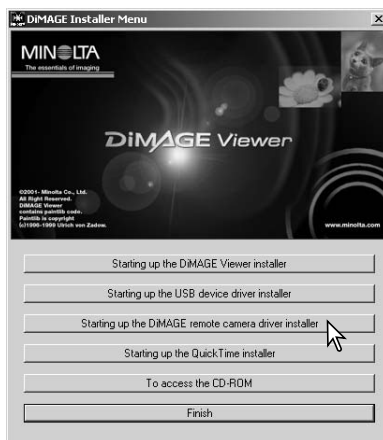 DiMAGE Installer Menu
MINOLTA
The essentials of imaging
DiMAGE Viewer
©2001- Minolta Co., Ltd.
All Right Reserved.
DiMAGE Viewer
contains paintlib code.
Paintlib is copyright
(c)1996-1999 Ulrich von Zadow.
www.minolta.com
Starting up the DiMAGE Viewer installer
Starting up the USB device driver installer
Starting up the DiMAGE remote camera driver installer
Starting up the QuickTime installer
To access the CD-ROM
Finish